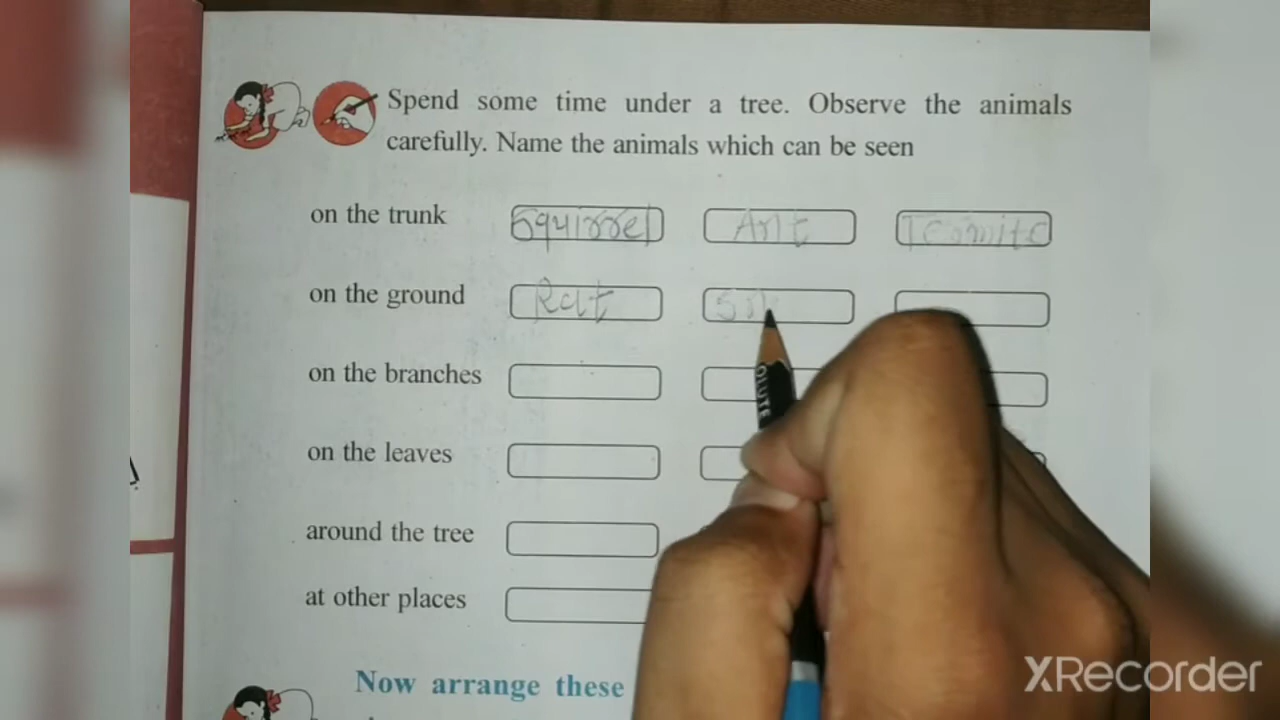 Spend some time under a tree. Observe the animals
carefully. Name the animals which can be seen
on the trunk Squirrel Ant Termite
on the ground Rat
on the branches
on the leaves
around the tree
at other places
Now arrange these
OLUTE
XRecorder